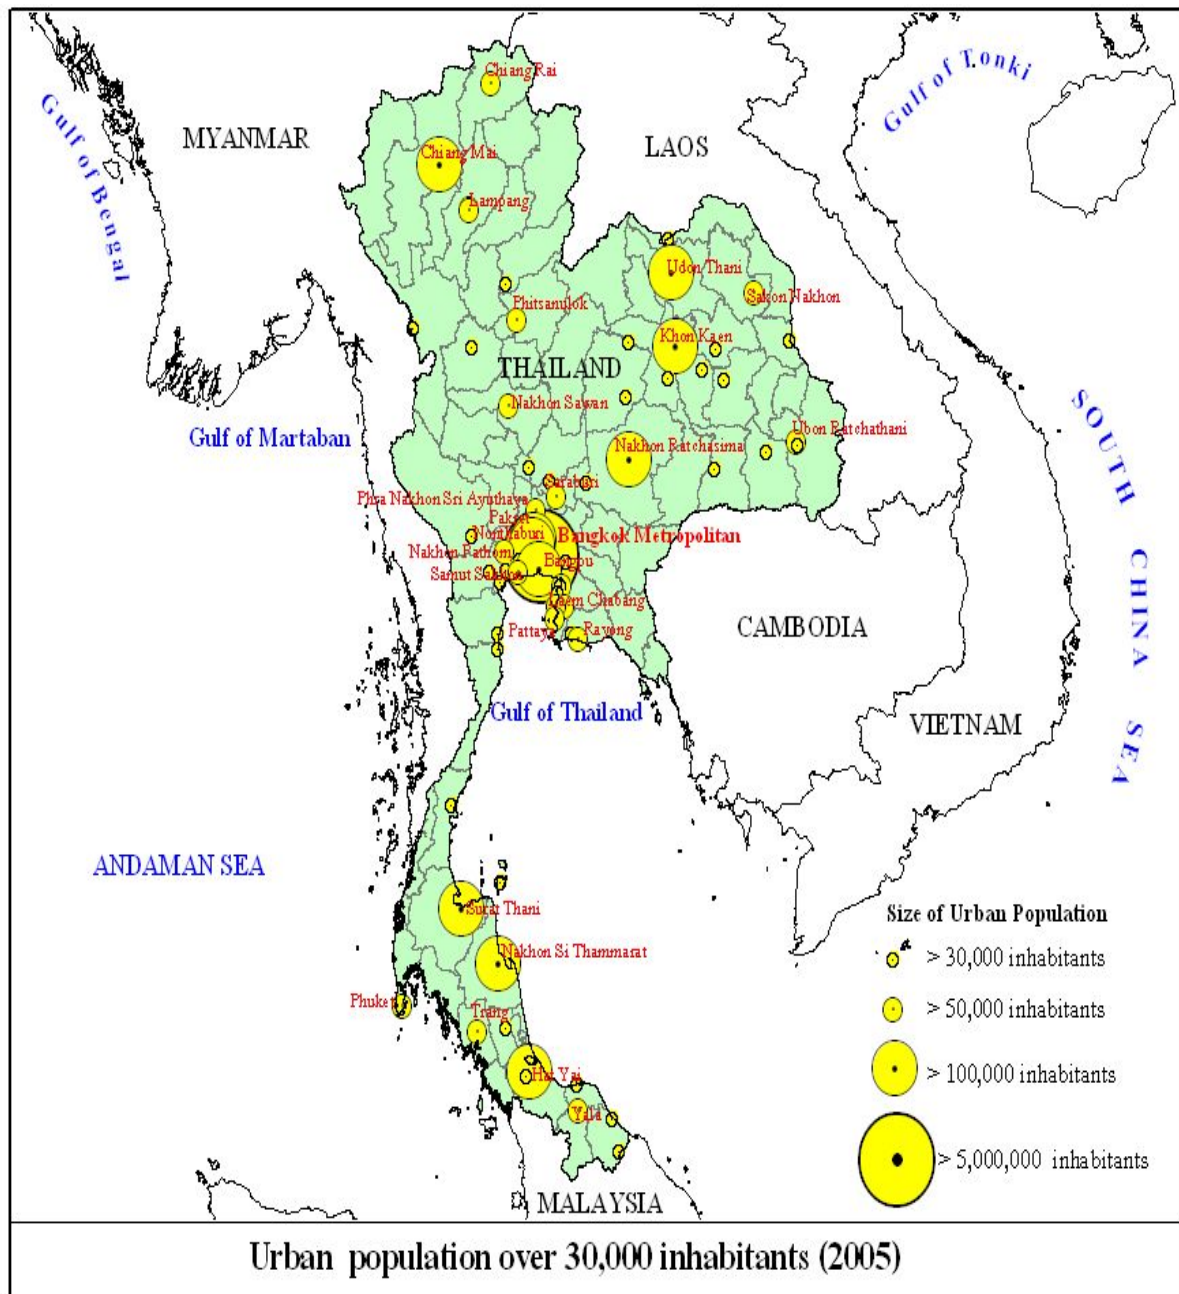 Chiang Rai
Gulf of Tonki
Gulf of Bengal
MYANMAR
LAOS
Chiang Mai
Lampang
Udon Thani
Sakon Nakhon
Phitsanulok
Khon Kaen
THAILAND
Nakhon Sawan
SOUTH CHINA SEA
Gulf of Martaban
Ubon Ratchathani
Nakhon Ratchasima
Saraburi
Phra Nakhon Sri Ayuthaya
Nonthaburi
Bangkok Metropolitan
Nakhon Pathom
Bangpu
Samut Sakhon
Laem Chabang
Pattaya
Rayong
CAMBODIA
Gulf of Thailand
VIETNAM
ANDAMAN SEA
Surat Thani
Nakhon Si Thammarat
Phuket
Trang
Hat Yai
Yala
MALAYSIA
Size of Urban Population
> 30,000 inhabitants
> 50,000 inhabitants
> 100,000 inhabitants
> 5,000,000 inhabitants
Urban population over 30,000 inhabitants (2005)